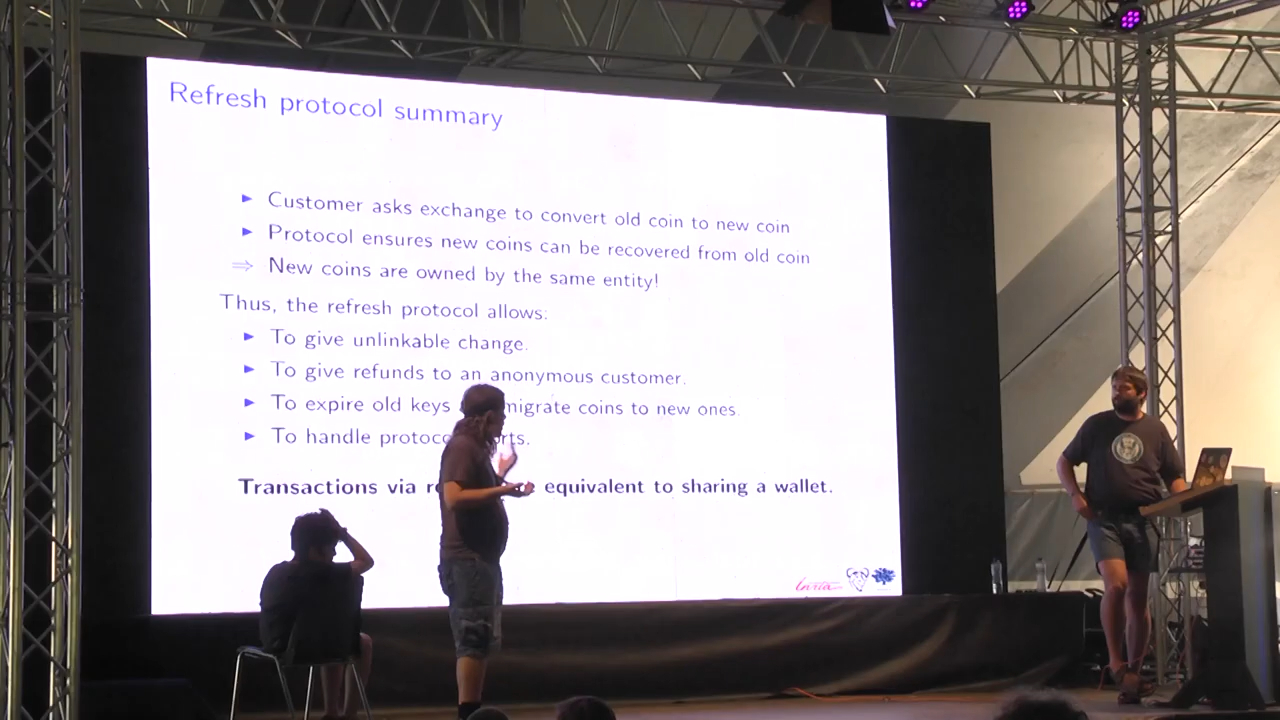 Refresh protocol summary
► Customer asks exchange to convert old coin to new coin
► Protocol ensures new coins can be recovered from old coin
⇒ New coins are owned by the same entity!
Thus, the refresh protocol allows:
► To give unlinkable change.
► To give refunds to an anonymous customer.
► To expire old keys migrate coins to new ones.
► To handle
Transactions via equivalent to sharing a wallet.
Inria